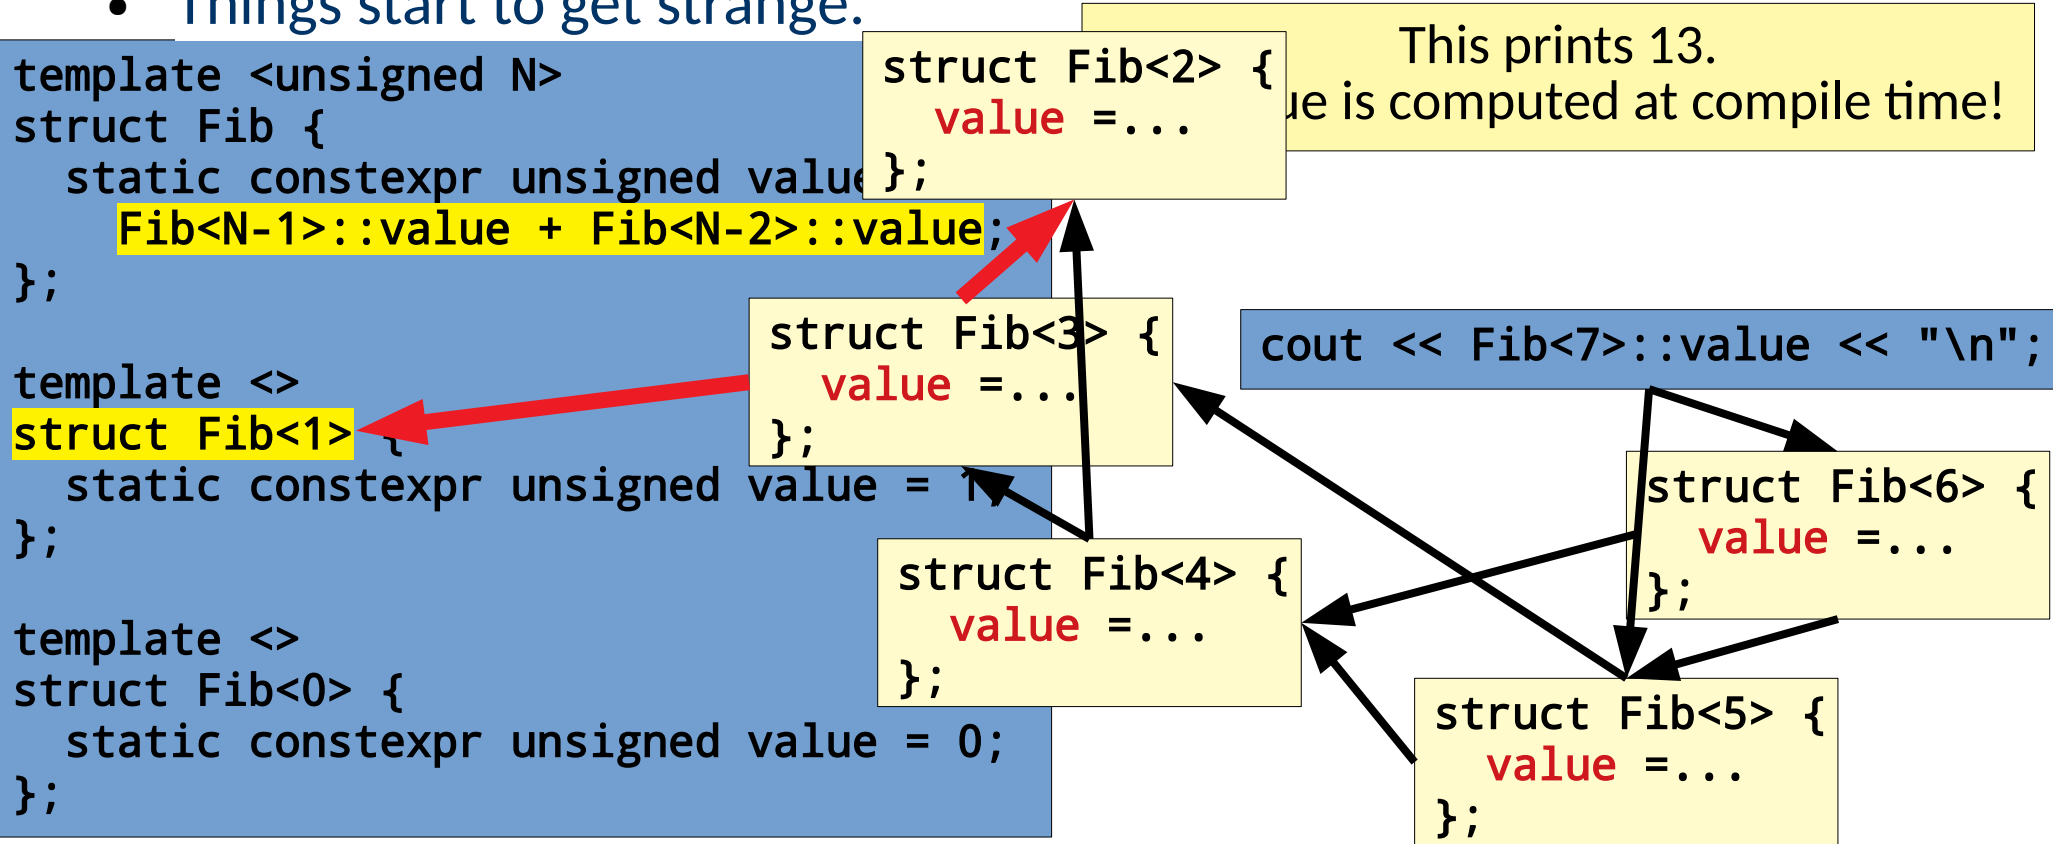 • Things start to get strange.
This prints 13.
ue is computed at compile time!
template <unsigned N>
struct Fib {
  static constexpr unsigned value
    Fib<N-1>::value + Fib<N-2>::value;
};
template <>
struct Fib<1> {
  static constexpr unsigned value = 1;
};
template <>
struct Fib<0> {
  static constexpr unsigned value = 0;
};
struct Fib<2> {
  value =...
};
struct Fib<3> {
  value =...
};
cout << Fib<7>::value << "\n";
struct Fib<6> {
  value =...
};
struct Fib<4> {
  value =...
};
struct Fib<5> {
  value =...
};